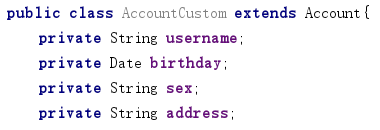 public class AccountCustom extends Account{
private String username;
private Date birthday;
private String sex;
private String address;